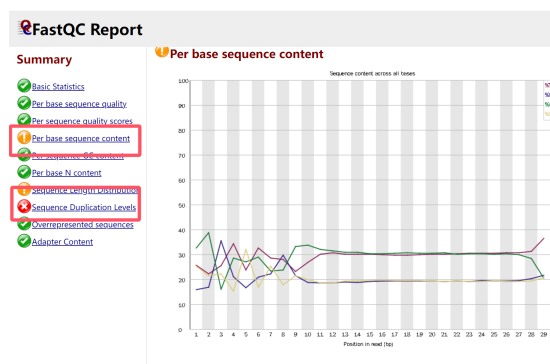 FastQC Report
Summary
Basic Statistics
Per base sequence quality
Per sequence quality scores
Per base sequence content
Per sequence GC content
Per base N content
Sequence Length Distribution
Sequence Duplication Levels
Overrepresented sequences
Adapter Content
Per base sequence content
Sequence content across all bases
100
90
80
70
60
50
40
30
20
10
0
1 2 3 4 5 6 7 8 9 10 11 12 13 14 15 16 17 18 19 20 21 22 23 24 25 26 27 28 29
Position in read (bp)